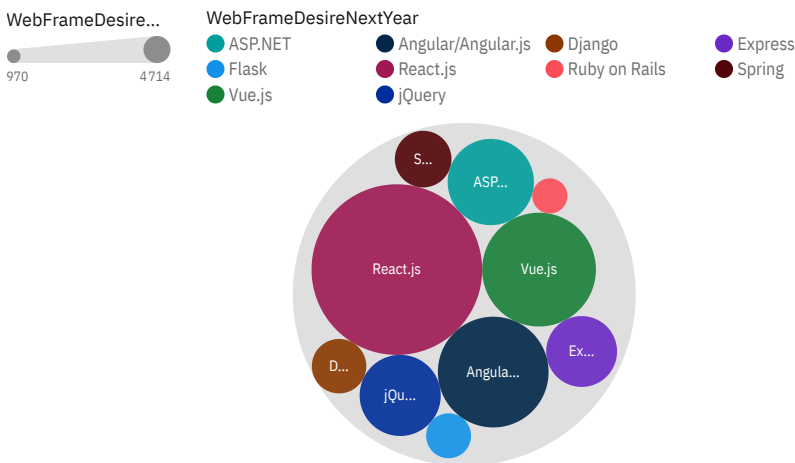 WebFrameDesire...
970 4714
WebFrameDesireNextYear
ASP.NET Angular/Angular.js Django Express
Flask React.js Ruby on Rails Spring
Vue.js jQuery
S...
ASP...
React.js
Vue.js
Ex...
D...
Angula...
jQu...